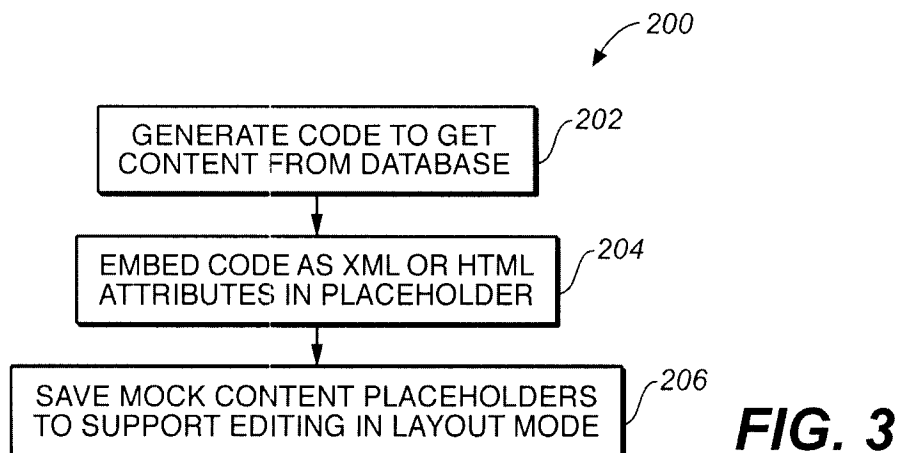 200
GENERATE CODE TO GET
CONTENT FROM DATABASE
202
EMBED CODE AS XML OR HTML
ATTRIBUTES IN PLACEHOLDER
204
SAVE MOCK CONTENT PLACEHOLDERS
TO SUPPORT EDITING IN LAYOUT MODE
206
FIG. 3